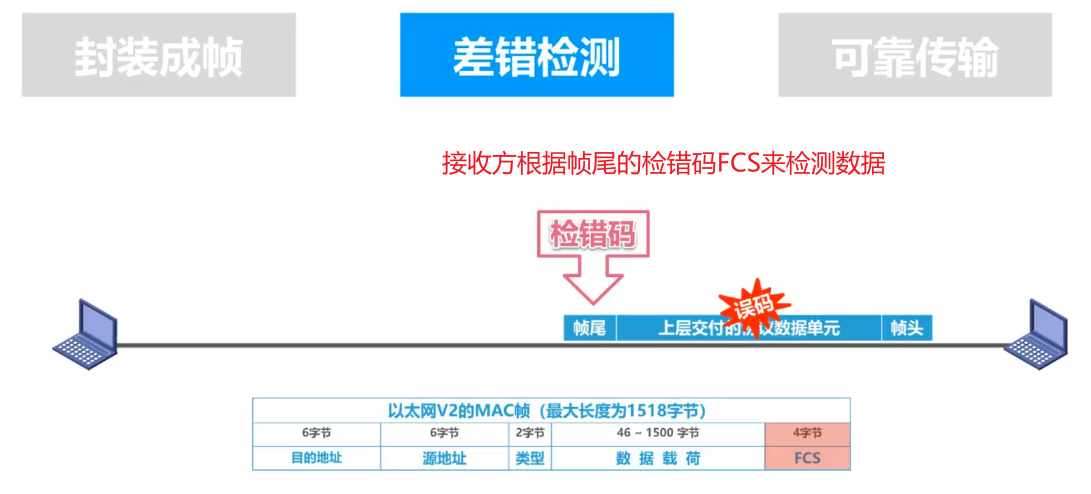 封装成帧 差错检测 可靠传输
接收方根据帧尾的检错码FCS来检测数据
检错码
误码
帧尾 上层交付的协议数据单元 帧头
以太网V2的MAC帧（最大长度为1518字节）
6字节 6字节 2字节 46 ~ 1500 字节 4字节
目的地址 源地址 类型 数 据 载 荷 FCS